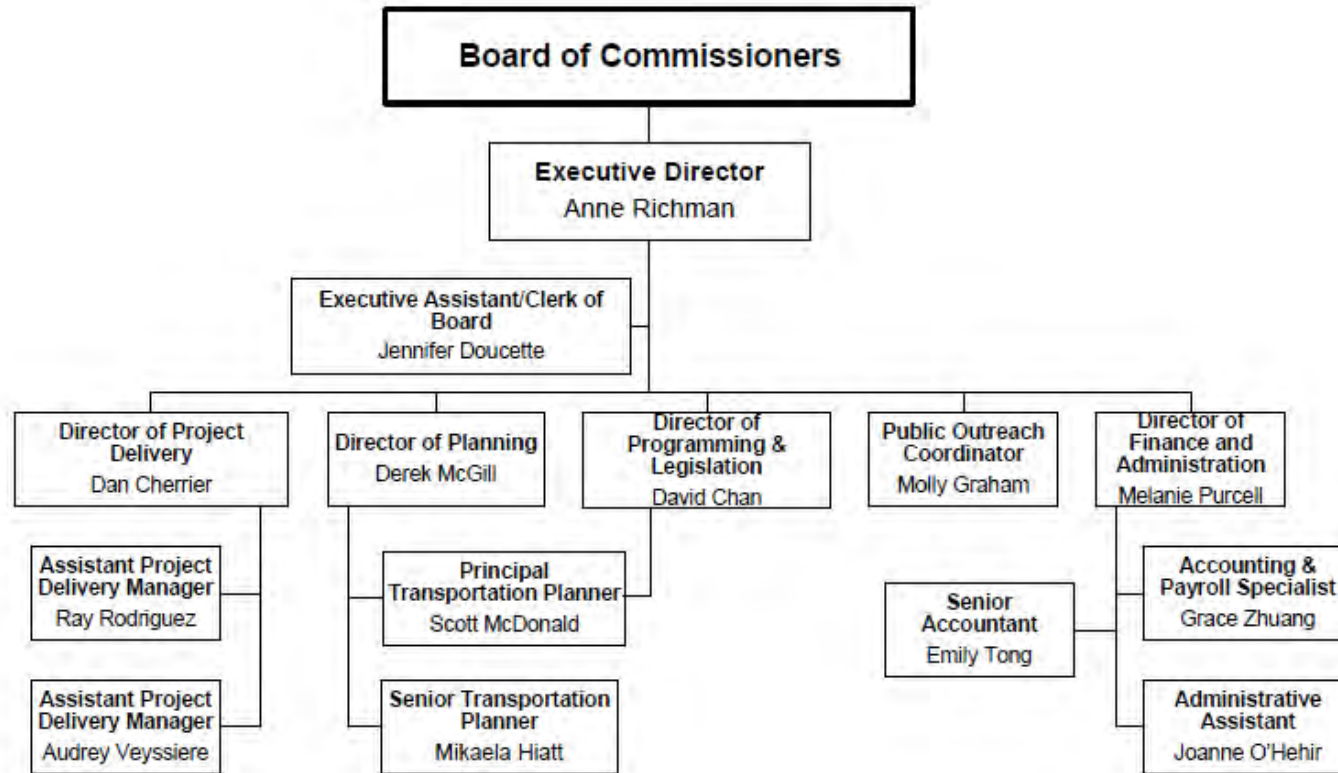 Board of Commissioners
Executive Director
Anne Richman
Executive Assistant/Clerk of
Board
Jennifer Doucette
Director of Project
Delivery
Dan Cherrier
Director of Planning
Derek McGill
Director of
Programming &
Legislation
David Chan
Public Outreach
Coordinator
Molly Graham
Director of
Finance and
Administration
Melanie Purcell
Assistant Project
Delivery Manager
Ray Rodriguez
Principal
Transportation Planner
Scott McDonald
Senior
Accountant
Emily Tong
Accounting &
Payroll Specialist
Grace Zhuang
Assistant Project
Delivery Manager
Audrey Veyssiere
Senior Transportation
Planner
Mikaela Hiatt
Administrative
Assistant
Joanne O'Hehir